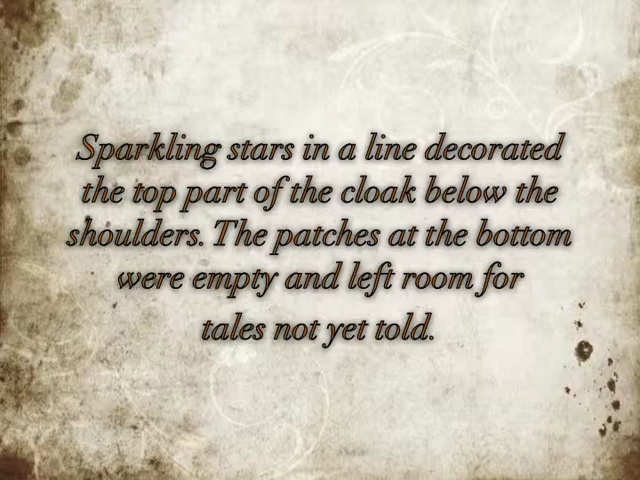 Sparkling stars in a line decorated
the top part of the cloak below the
shoulders. The patches at the bottom
were empty and left room for
tales not yet told.